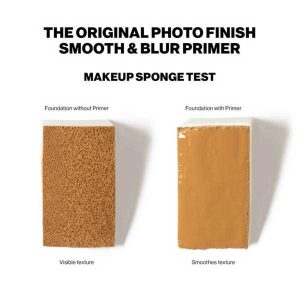 THE ORIGINAL PHOTO FINISH
SMOOTH & BLUR PRIMER
MAKEUP SPONGE TEST
Foundation without Primer
Foundation with Primer
Visible texture
Smoothes texture